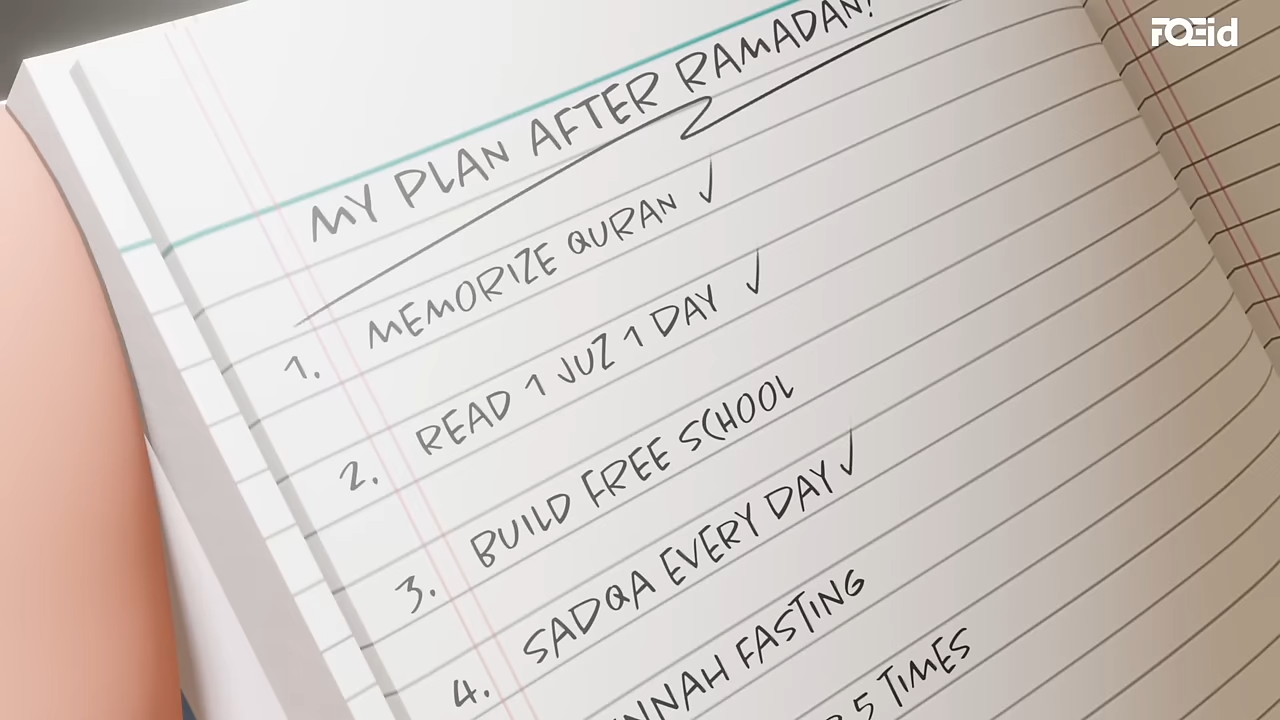 FOEid
MY PLAN AFTER RAMADAN!
1. MEMORIZE QURAN ✓
2. READ 1 JUZ 1 DAY ✓
3. BUILD FREE SCHOOL
4. SADQA EVERY DAY ✓
FASTING
5 TIMES